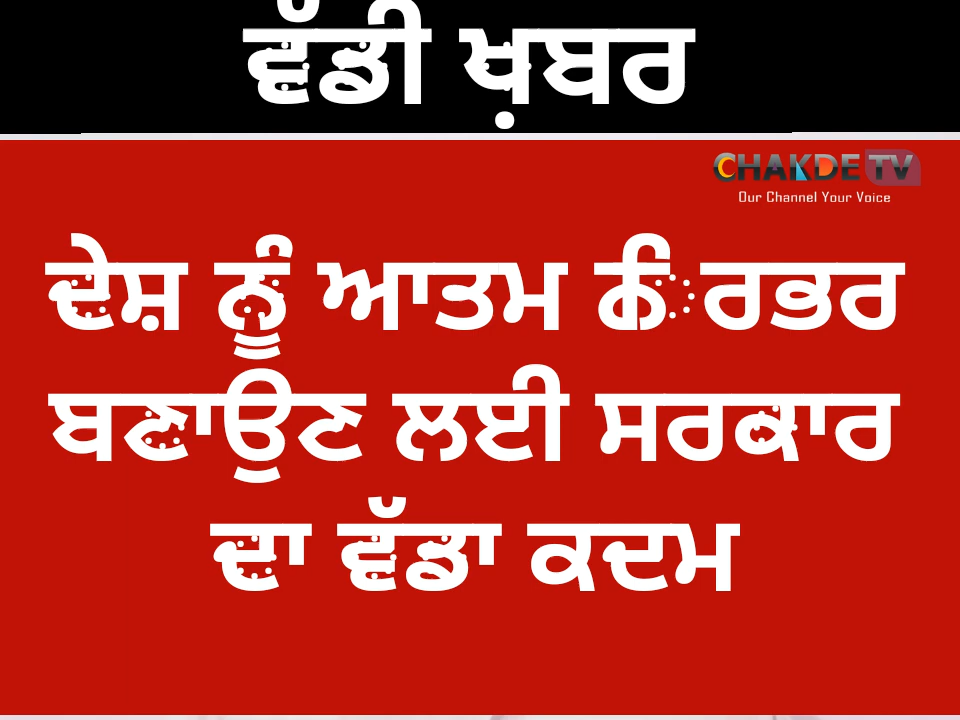 ਵੱਡੀ ਖ਼ਬਰ
CHAKDE TV
Our Channel Your Voice
ਦੇਸ਼ ਨੂੰ ਆਤਮ ਨਿਰਭਰ
ਬਣਾਉਣ ਲਈ ਸਰਕਾਰ
ਦਾ ਵੱਡਾ ਕਦਮ